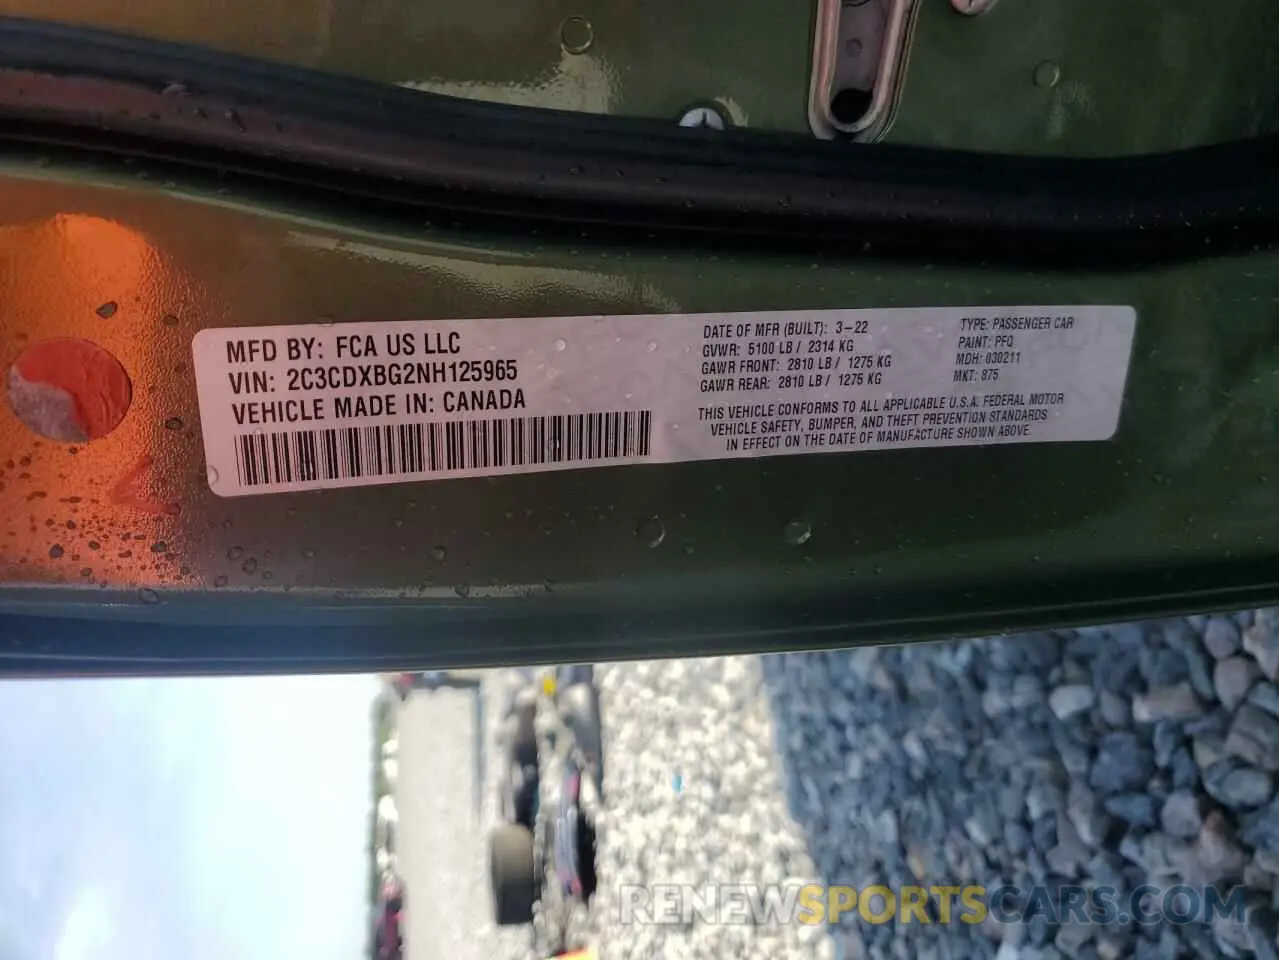 MFD BY: FCA US LLC
VIN: 2C3CDXBG2NH125965
VEHICLE MADE IN: CANADA
DATE OF MFR (BUILT): 3-22
GVWR: 5100 LB / 2314 KG
GAWR FRONT: 2810 LB / 1275 KG
GAWR REAR: 2810 LB / 1275 KG
TYPE: PASSENGER CAR
PAINT: PFQ
MDH: 030211
MKT: 875
THIS VEHICLE CONFORMS TO ALL APPLICABLE U.S.A. FEDERAL MOTOR
VEHICLE SAFETY, BUMPER, AND THEFT PREVENTION STANDARDS
IN EFFECT ON THE DATE OF MANUFACTURE SHOWN ABOVE.
RENEWSPORTSCARS.COM